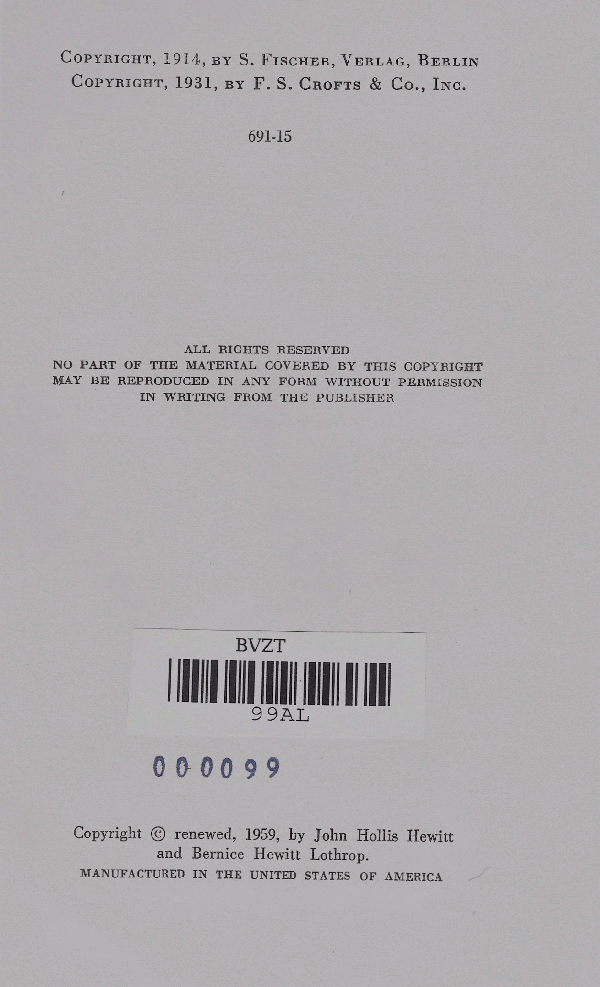 Copyright, 1914, by S. Fischer, Verlag, Berlin
Copyright, 1931, by F. S. Crofts & Co., Inc.
691-15
ALL RIGHTS RESERVED
NO PART OF THE MATERIAL COVERED BY THIS COPYRIGHT
MAY BE REPRODUCED IN ANY FORM WITHOUT PERMISSION
IN WRITING FROM THE PUBLISHER
BVZT
99AL
000099
Copyright © renewed, 1959, by John Hollis Hewitt
and Bernice Hewitt Lothrop.
MANUFACTURED IN THE UNITED STATES OF AMERICA